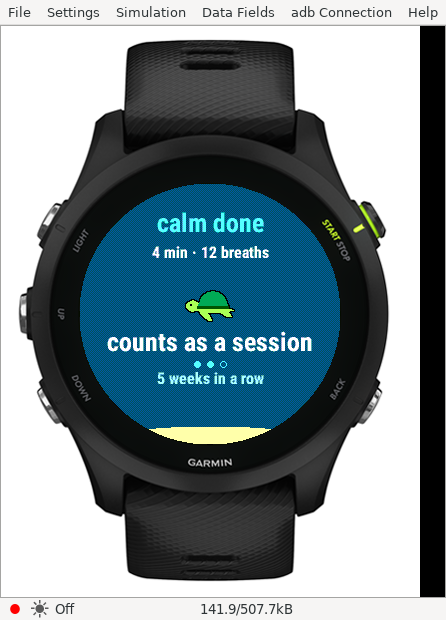 File Settings Simulation Data Fields adb Connection Help
LIGHT
START STOP
UP
DOWN
BACK
calm done
4 min · 12 breaths
counts as a session
5 weeks in a row
GARMIN
Off 141.9/507.7kB